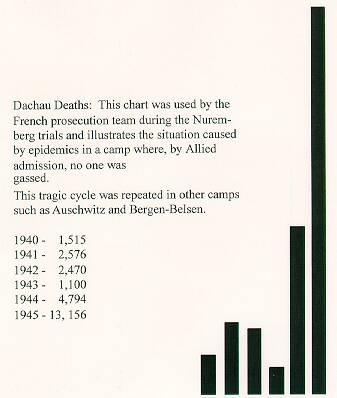 Dachau Deaths: This chart was used by the
French prosecution team during the Nurem-
berg trials and illustrates the situation caused
by epidemics in a camp where, by Allied
admission, no one was
gassed.
This tragic cycle was repeated in other camps
such as Auschwitz and Bergen-Belsen.
1940 - 1,515
1941 - 2,576
1942 - 2,470
1943 - 1,100
1944 - 4,794
1945 - 13, 156